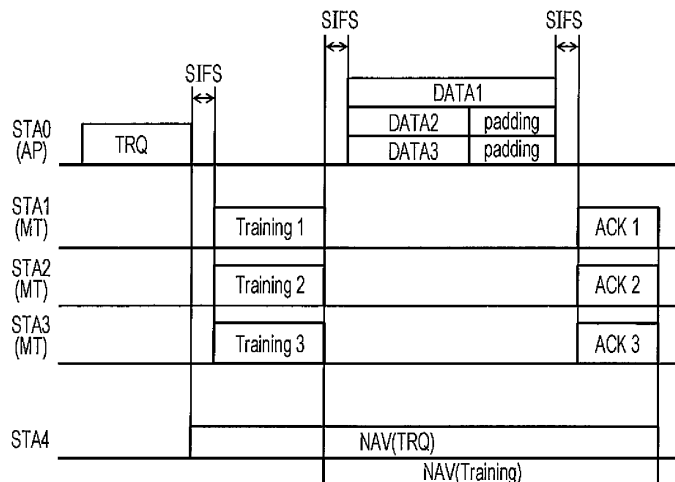 SIFS
SIFS
SIFS
DATA1
STA0
(AP)
TRQ
DATA2
padding
DATA3
padding
STA1
(MT)
Training 1
ACK 1
STA2
(MT)
Training 2
ACK 2
STA3
(MT)
Training 3
ACK 3
STA4
NAV(TRQ)
NAV(Training)